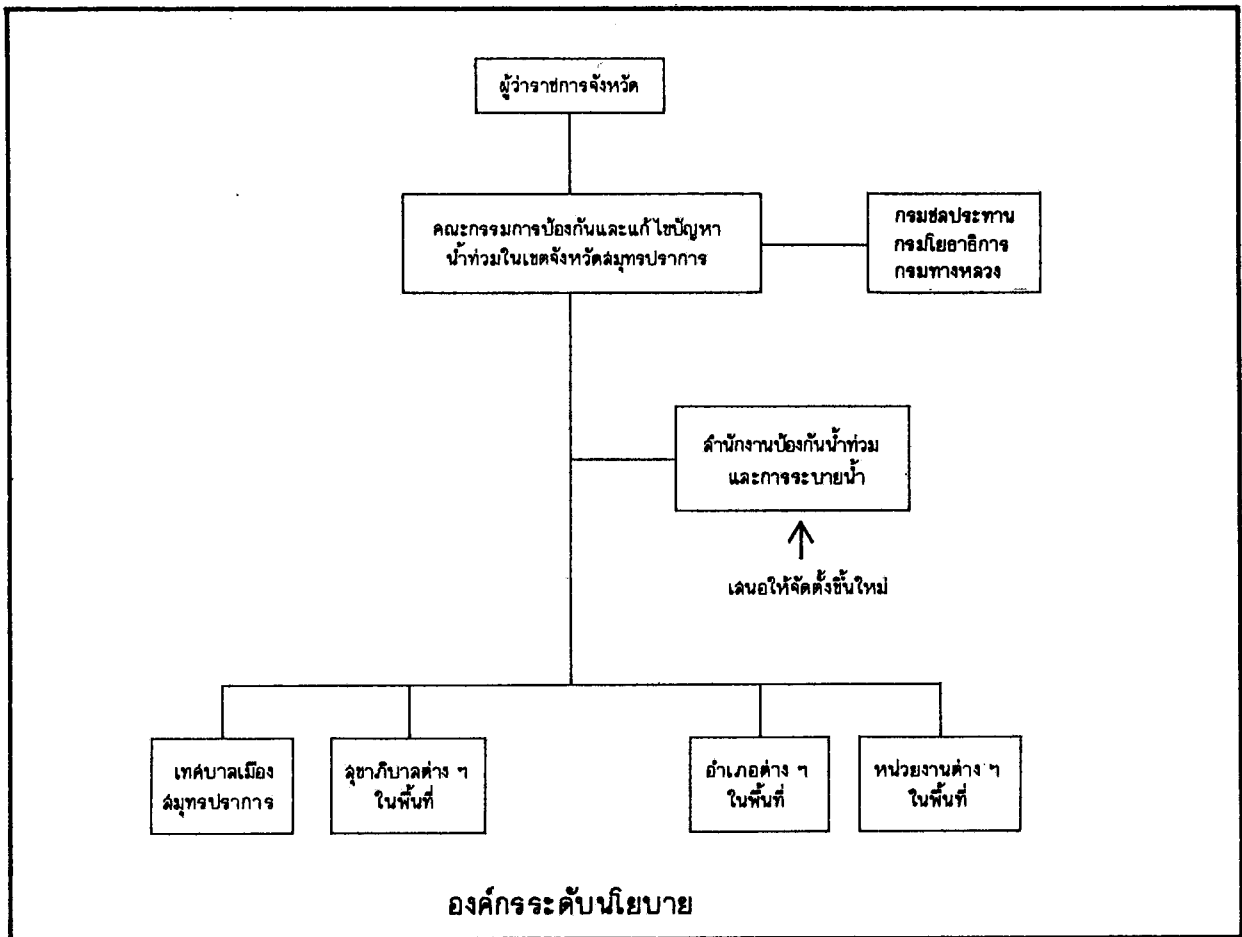 ผู้ว่าราชการจังหวัด
คณะกรรมการป้องกันและแก้ไขปัญหา
น้ำท่วมในเขตจังหวัดสมุทรปราการ
กรมชลประทาน
กรมโยธาธิการ
กรมทางหลวง
สำนักงานป้องกันน้ำท่วม
และการระบายน้ำ
เสนอให้จัดตั้งขึ้นใหม่
เทศบาลเมือง
สมุทรปราการ
สุขาภิบาลต่าง ๆ
ในพื้นที่
อำเภอต่าง ๆ
ในพื้นที่
หน่วยงานต่าง ๆ
ในพื้นที่
องค์กรระดับนโยบาย